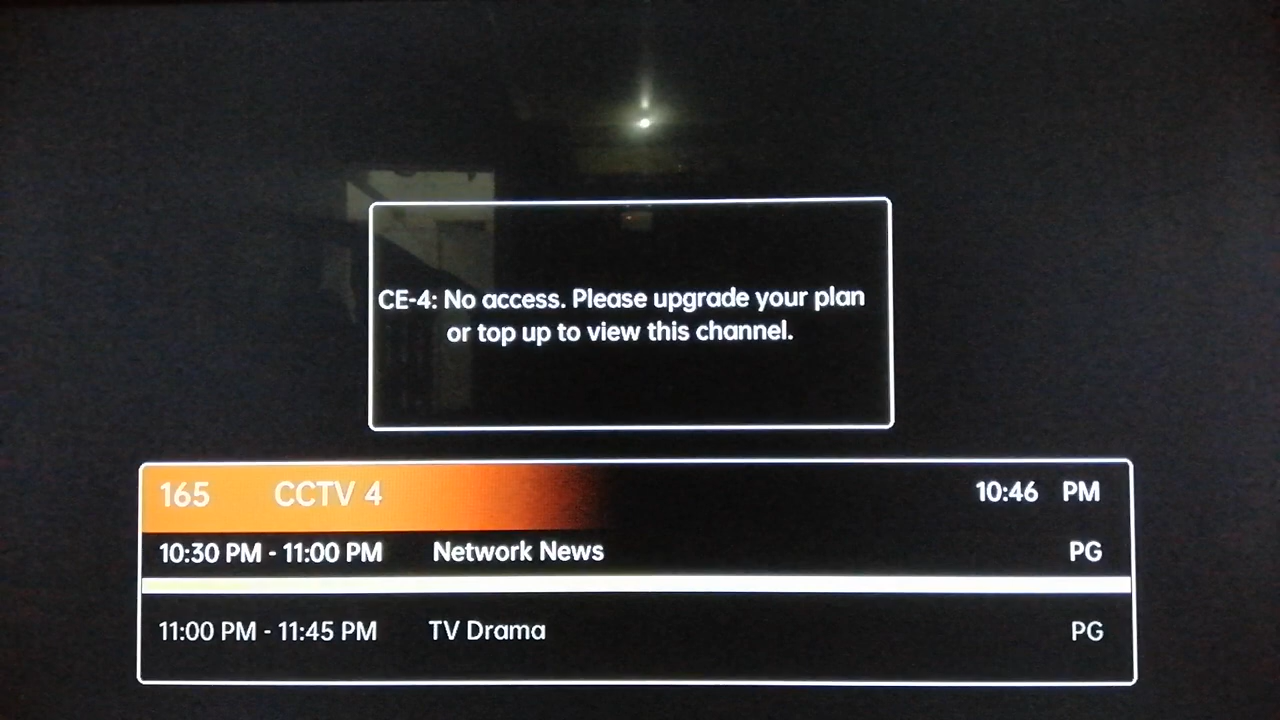 CE-4: No access. Please upgrade your plan
or top up to view this channel.
165 CCTV 4 10:46 PM
10:30 PM - 11:00 PM Network News PG
11:00 PM - 11:45 PM TV Drama PG